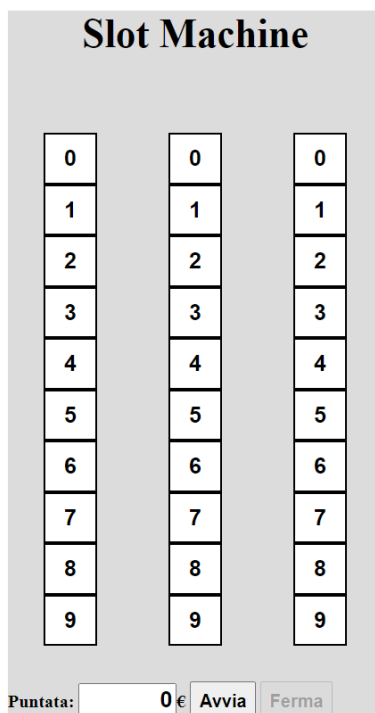 Slot Machine
0 0 0
1 1 1
2 2 2
3 3 3
4 4 4
5 5 5
6 6 6
7 7 7
8 8 8
9 9 9
Puntata: 0 € Avvia Ferma